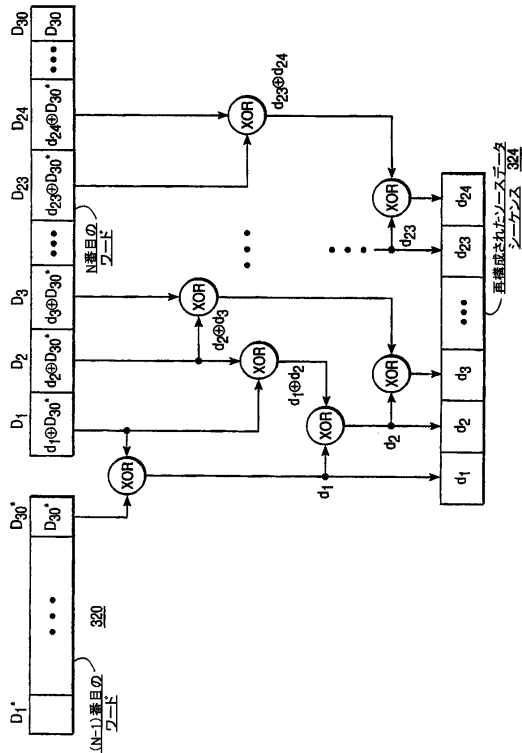 D1* D30* D1 D2 D3 D23 D24 D30
D30* d1⊕D30* d2⊕D30* d3⊕D30* d23⊕D30* d24⊕D30* D30
(N-1)番目の
ワード
320
N番目の
ワード
XOR
XOR
XOR
XOR
d2⊕d3
d1⊕d2
d23⊕d24
XOR
XOR
XOR
d1
d2
d23
d1 d2 d3 d23 d24
再構成されたソースデータ
シーケンス 324